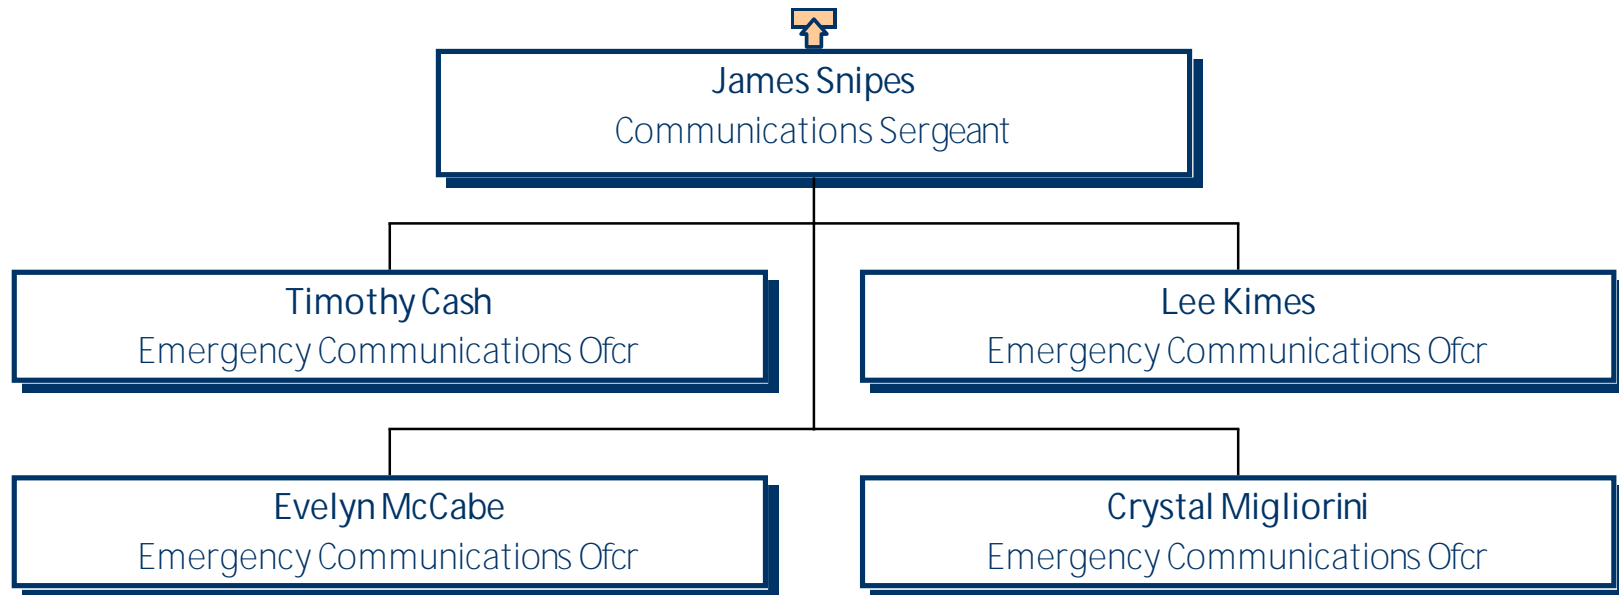 James Snipes
Communications Sergeant
Timothy Cash
Emergency Communications Ofcr
Lee Kimes
Emergency Communications Ofcr
Evelyn McCabe
Emergency Communications Ofcr
Crystal Migliorini
Emergency Communications Ofcr